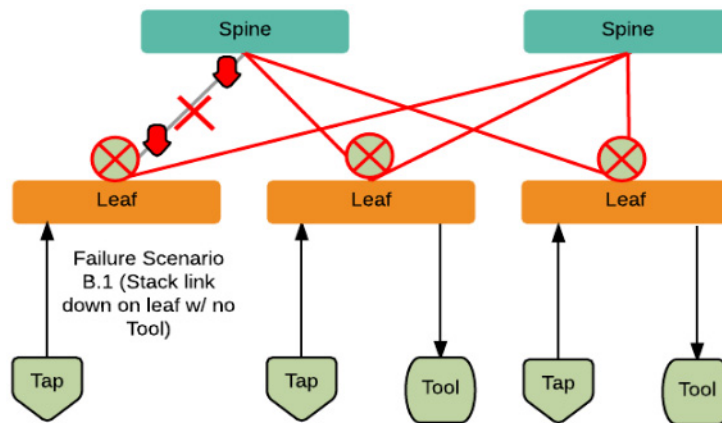 Spine
Spine
Leaf
Leaf
Leaf
Failure Scenario
B.1 (Stack link
down on leaf w/ no
Tool)
Tap
Tap
Tool
Tap
Tool